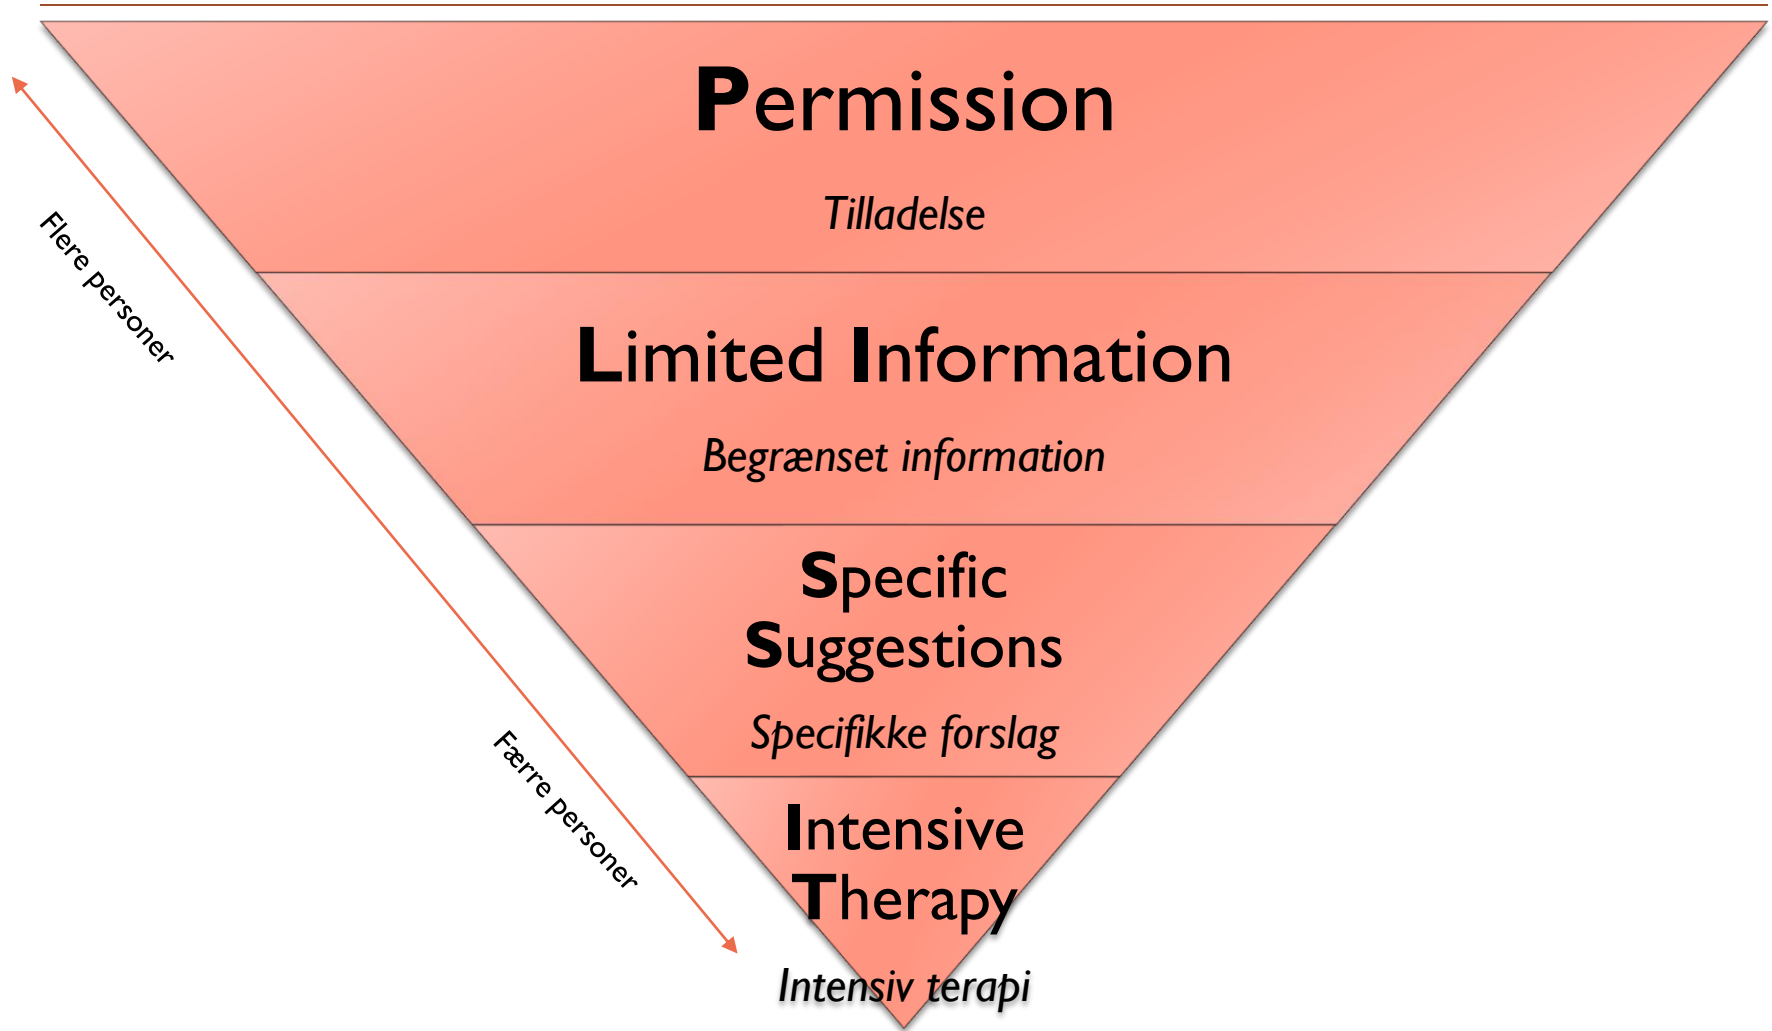 Permission
Tilladelse
Flere personer
Limited Information
Begrænset information
Specific
Suggestions
Specifikke forslag
Færre personer
Intensive
Therapy
Intensiv terapi